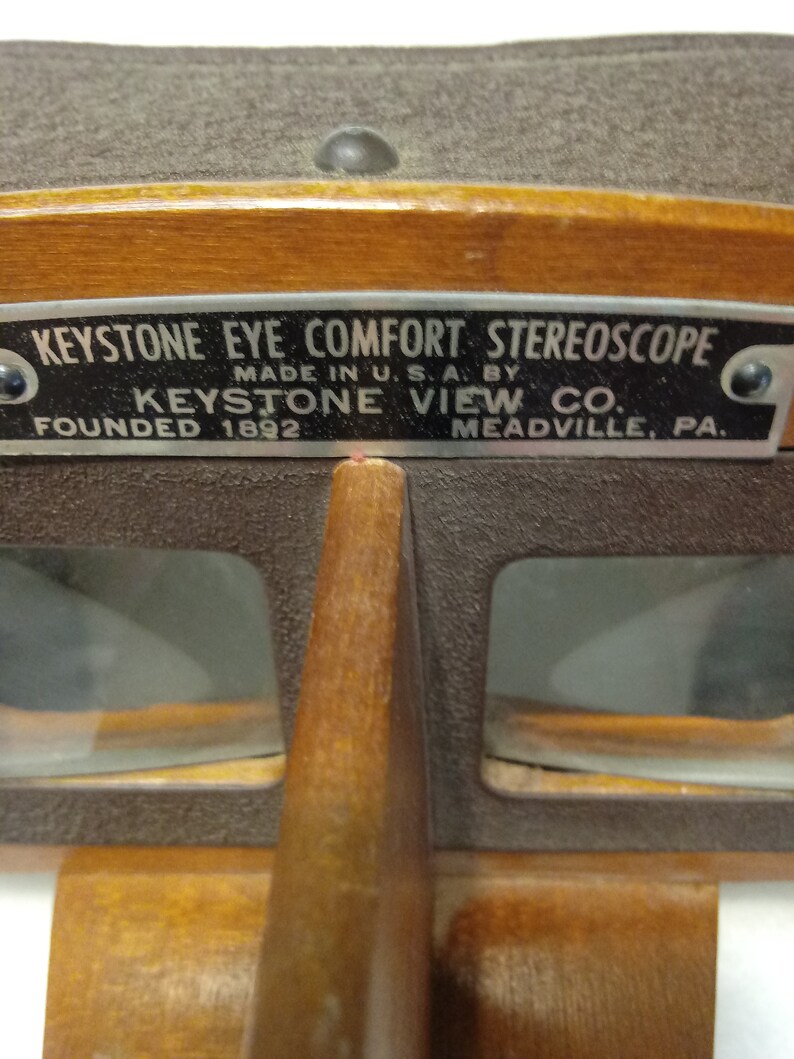 KEYSTONE EYE COMFORT STEREOSCOPE
MADE IN U.S.A. BY
KEYSTONE VIEW CO.
FOUNDED 1892 MEADVILLE, PA.